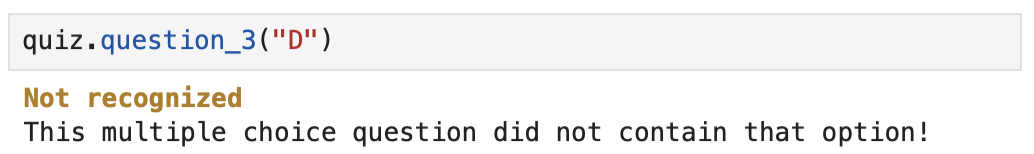 quiz.question_3("D")
Not recognized
This multiple choice question did not contain that option!